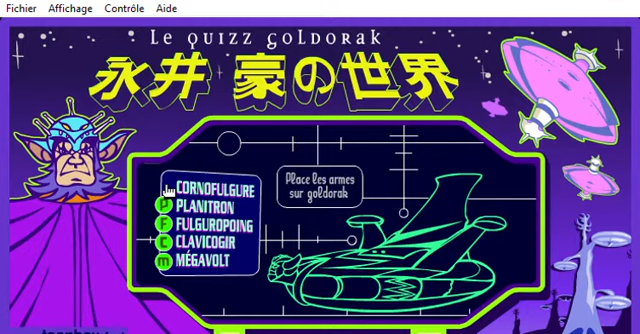 Fichier Affichage Contrôle Aide
Le quizz goldorak
永井 豪の世界
Place les armes
sur goldorak
CORNOFULGURE
P PLANITRON
F FULGUROPOING
C CLAVICOGIR
m MÉGAVOLT